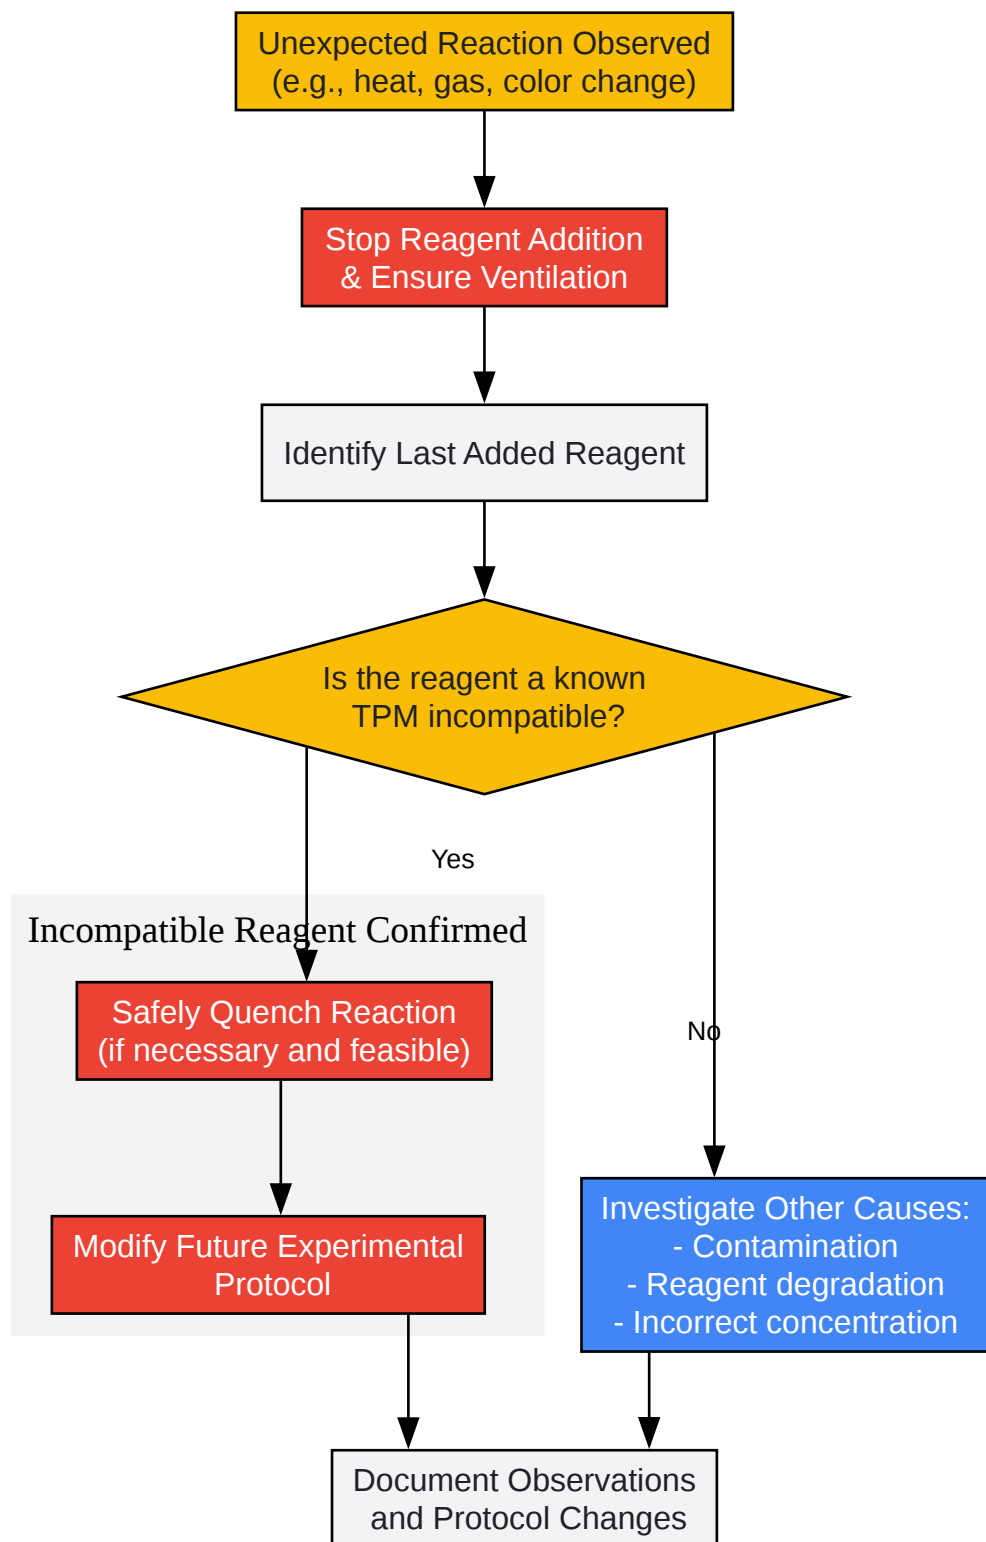 Unexpected Reaction Observed
(e.g., heat, gas, color change)
Stop Reagent Addition
& Ensure Ventilation
Identify Last Added Reagent
Is the reagent a known
TPM incompatible?
Yes
Incompatible Reagent Confirmed
Safely Quench Reaction
(if necessary and feasible)
No
Modify Future Experimental
Protocol
Investigate Other Causes:
- Contamination
- Reagent degradation
- Incorrect concentration
Document Observations
and Protocol Changes